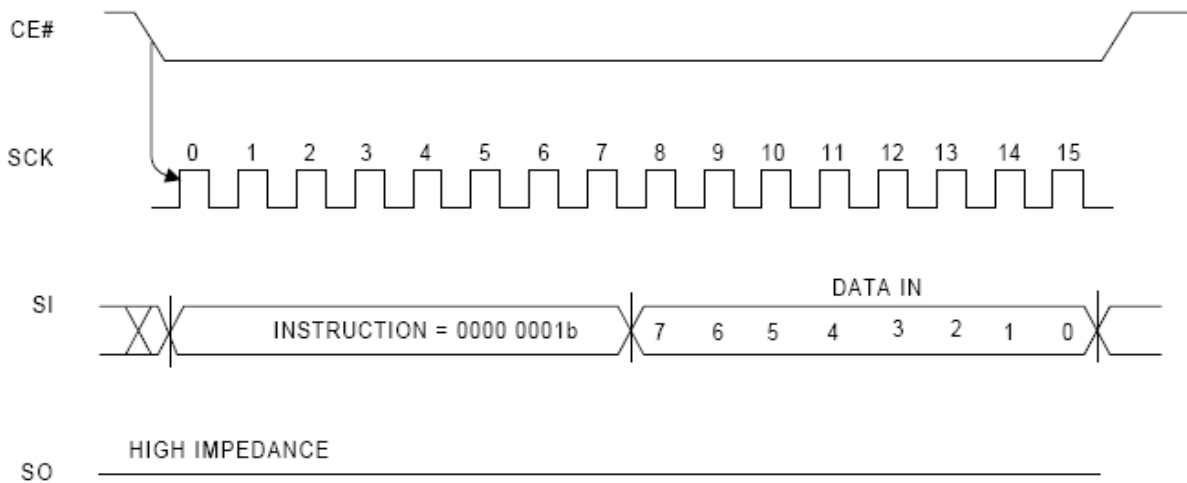 CE#
SCK
0 1 2 3 4 5 6 7 8 9 10 11 12 13 14 15
DATA IN
SI
INSTRUCTION = 0000 0001b 7 6 5 4 3 2 1 0
HIGH IMPEDANCE
SO